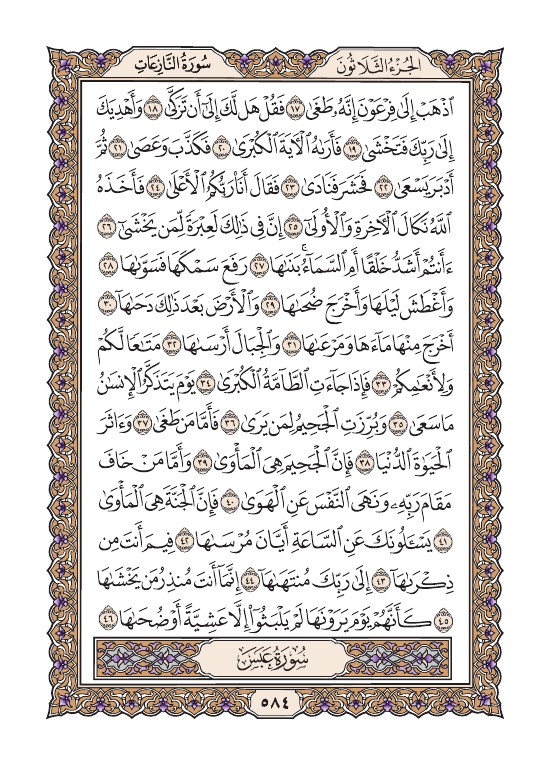 سُورَةُ النَّازِعَاتِ
الجُزْءُ الثَّلَاثُونَ
ٱذۡهَبۡ إِلَىٰ فِرۡعَوۡنَ إِنَّهُۥ طَغَىٰ ١٧ فَقُلۡ هَل لَّكَ إِلَىٰٓ أَن تَزَكَّىٰ ١٨ وَأَهۡدِيَكَ
إِلَىٰ رَبِّكَ فَتَخۡشَىٰ ١٩ فَأَرَىٰهُ ٱلۡأٓيَةَ ٱلۡكُبۡرَىٰ ٢٠ فَكَذَّبَ وَعَصَىٰ ٢١ ثُمَّ
أَدۡبَرَ يَسۡعَىٰ ٢٢ فَحَشَرَ فَنَادَىٰ ٢٣ فَقَالَ أَنَا۠ رَبُّكُمُ ٱلۡأَعۡلَىٰ ٢٤ فَأَخَذَهُ
ٱللَّهُ نَكَالَ ٱلۡأٓخِرَةِ وَٱلۡأُولَىٰٓ ٢٥ إِنَّ فِي ذَٰلِكَ لَعِبۡرَةٗ لِّمَن يَخۡشَىٰٓ ٢٦
ءَأَنتُمۡ أَشَدُّ خَلۡقًا أَمِ ٱلسَّمَآءُۚ بَنَىٰهَا ٢٧ رَفَعَ سَمۡكَهَا فَسَوَّىٰهَا ٢٨
وَأَغۡطَشَ لَيۡلَهَا وَأَخۡرَجَ ضُحَىٰهَا ٢٩ وَٱلۡأَرۡضَ بَعۡدَ ذَٰلِكَ دَحَىٰهَآ ٣٠
أَخۡرَجَ مِنۡهَا مَآءَهَا وَمَرۡعَىٰهَا ٣١ وَٱلۡجِبَالَ أَرۡسَىٰهَا ٣٢ مَتَٰعٗا لَّكُمۡ
وَلِأَنۡعَٰمِكُمۡ ٣٣ فَإِذَا جَآءَتِ ٱلطَّآمَّةُ ٱلۡكُبۡرَىٰ ٣٤ يَوۡمَ يَتَذَكَّرُ ٱلۡإِنسَٰنُ
مَا سَعَىٰ ٣٥ وَبُرِّزَتِ ٱلۡجَحِيمُ لِمَن يَرَىٰ ٣٦ فَأَمَّا مَن طَغَىٰ ٣٧ وَءَاثَرَ
ٱلۡحَيَوٰةَ ٱلدُّنۡيَا ٣٨ فَإِنَّ ٱلۡجَحِيمَ هِيَ ٱلۡمَأۡوَىٰ ٣٩ وَأَمَّا مَنۡ خَافَ
مَقَامَ رَبِّهِۦ وَنَهَى ٱلنَّفۡسَ عَنِ ٱلۡهَوَىٰ ٤٠ فَإِنَّ ٱلۡجَنَّةَ هِيَ ٱلۡمَأۡوَىٰ
٤١ يَسۡـَٔلُونَكَ عَنِ ٱلسَّاعَةِ أَيَّانَ مُرۡسَىٰهَا ٤٢ فِيمَ أَنتَ مِن
ذِكۡرَىٰهَآ ٤٣ إِلَىٰ رَبِّكَ مُنتَهَىٰهَآ ٤٤ إِنَّمَآ أَنتَ مُنذِرُ مَن يَخۡشَىٰهَا
٤٥ كَأَنَّهُمۡ يَوۡمَ يَرَوۡنَهَا لَمۡ يَلۡبَثُوٓاْ إِلَّا عَشِيَّةً أَوۡ ضُحَىٰهَا ٤٦
سُورَةُ عَبَسَ
٥٨٤